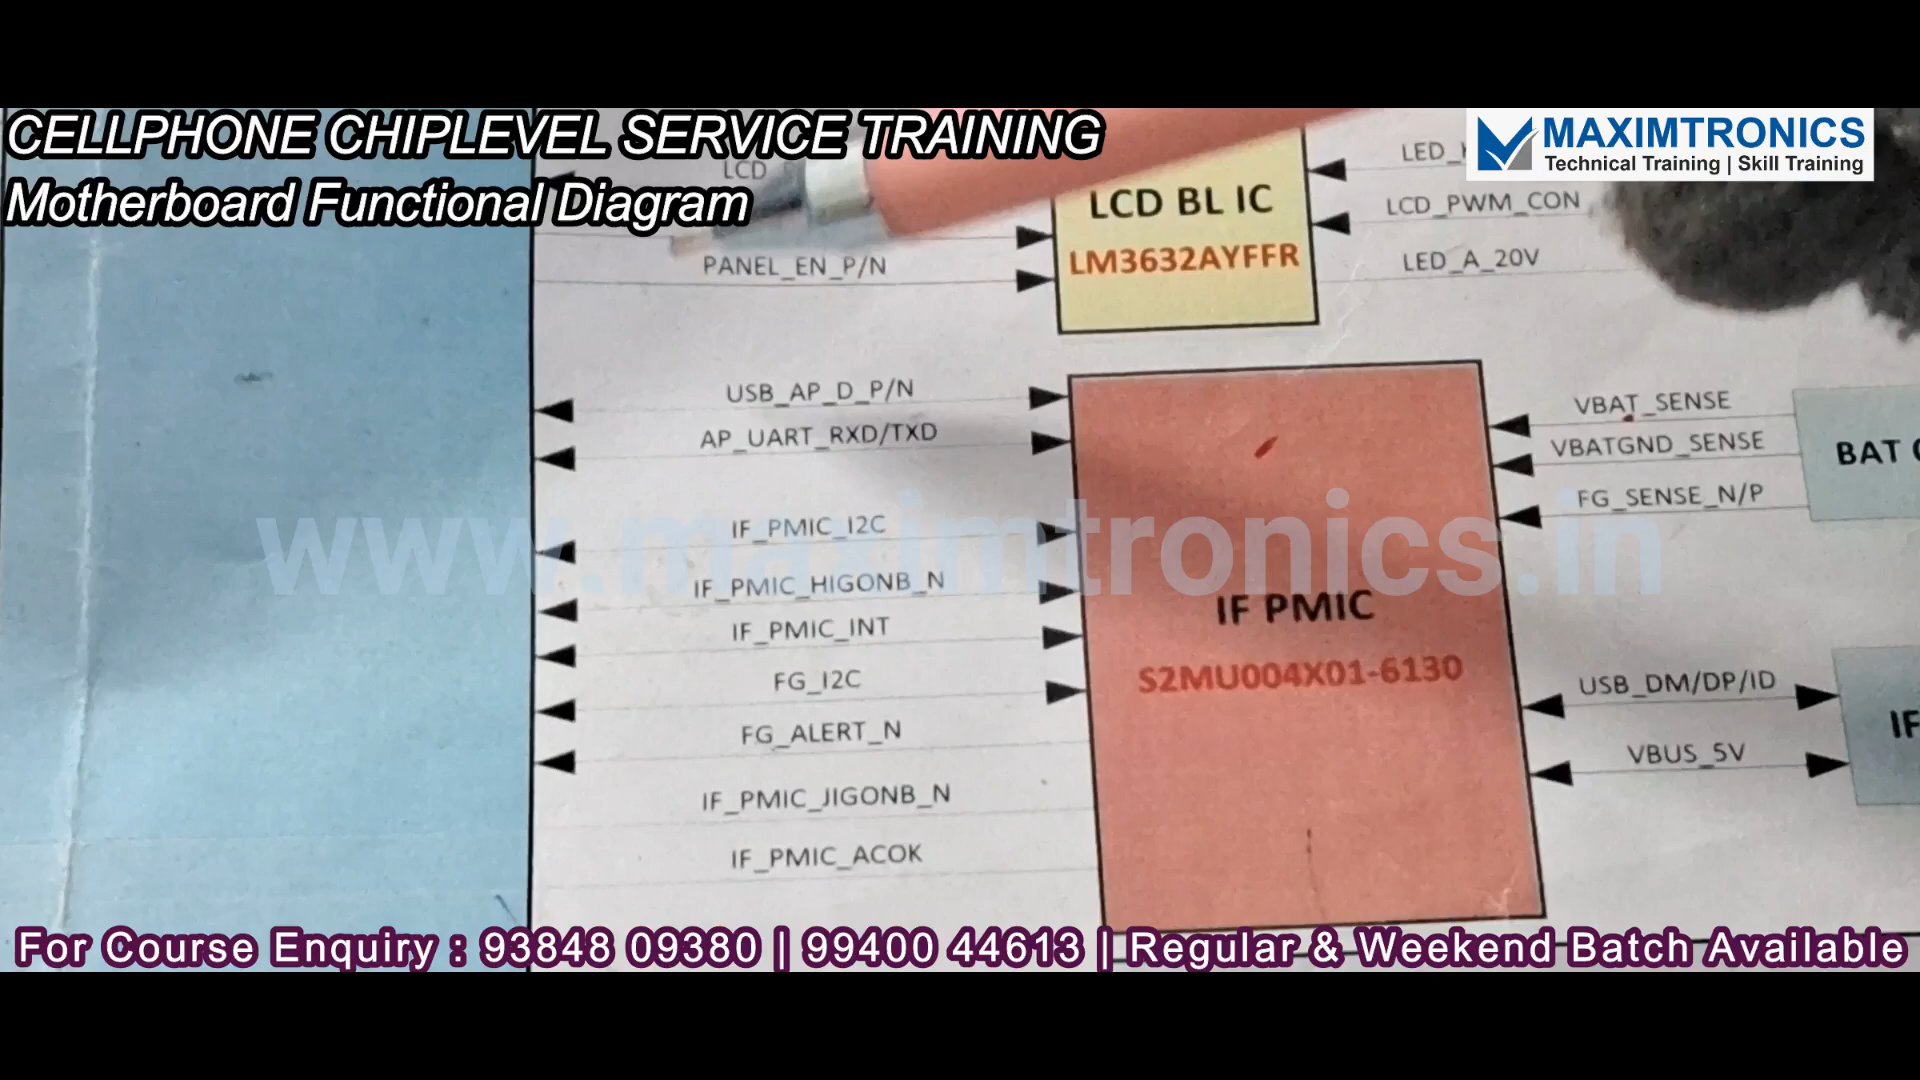 CELLPHONE CHIPLEVEL SERVICE TRAINING
Motherboard Functional Diagram
MAXIMTRONICS
Technical Training | Skill Training
LCD
PANEL_EN_P/N
LCD BL IC
LM3632AYFFR
LCD_PWM_CON
LED_A_20V
USB_AP_D_P/N
AP_UART_RXD/TXD
IF_PMIC_I2C
IF_PMIC_HIGONB_N
IF_PMIC_INT
FG_I2C
FG_ALERT_N
IF_PMIC_JIGONB_N
IF_PMIC_ACOK
IF PMIC
S2MU004X01-6130
VBAT_SENSE
VBATGND_SENSE
FG_SENSE_N/P
BAT
USB_DM/DP/ID
VBUS_5V
IF
www.maximtronics.in
For Course Enquiry : 93848 09380 | 99400 44613 | Regular & Weekend Batch Available